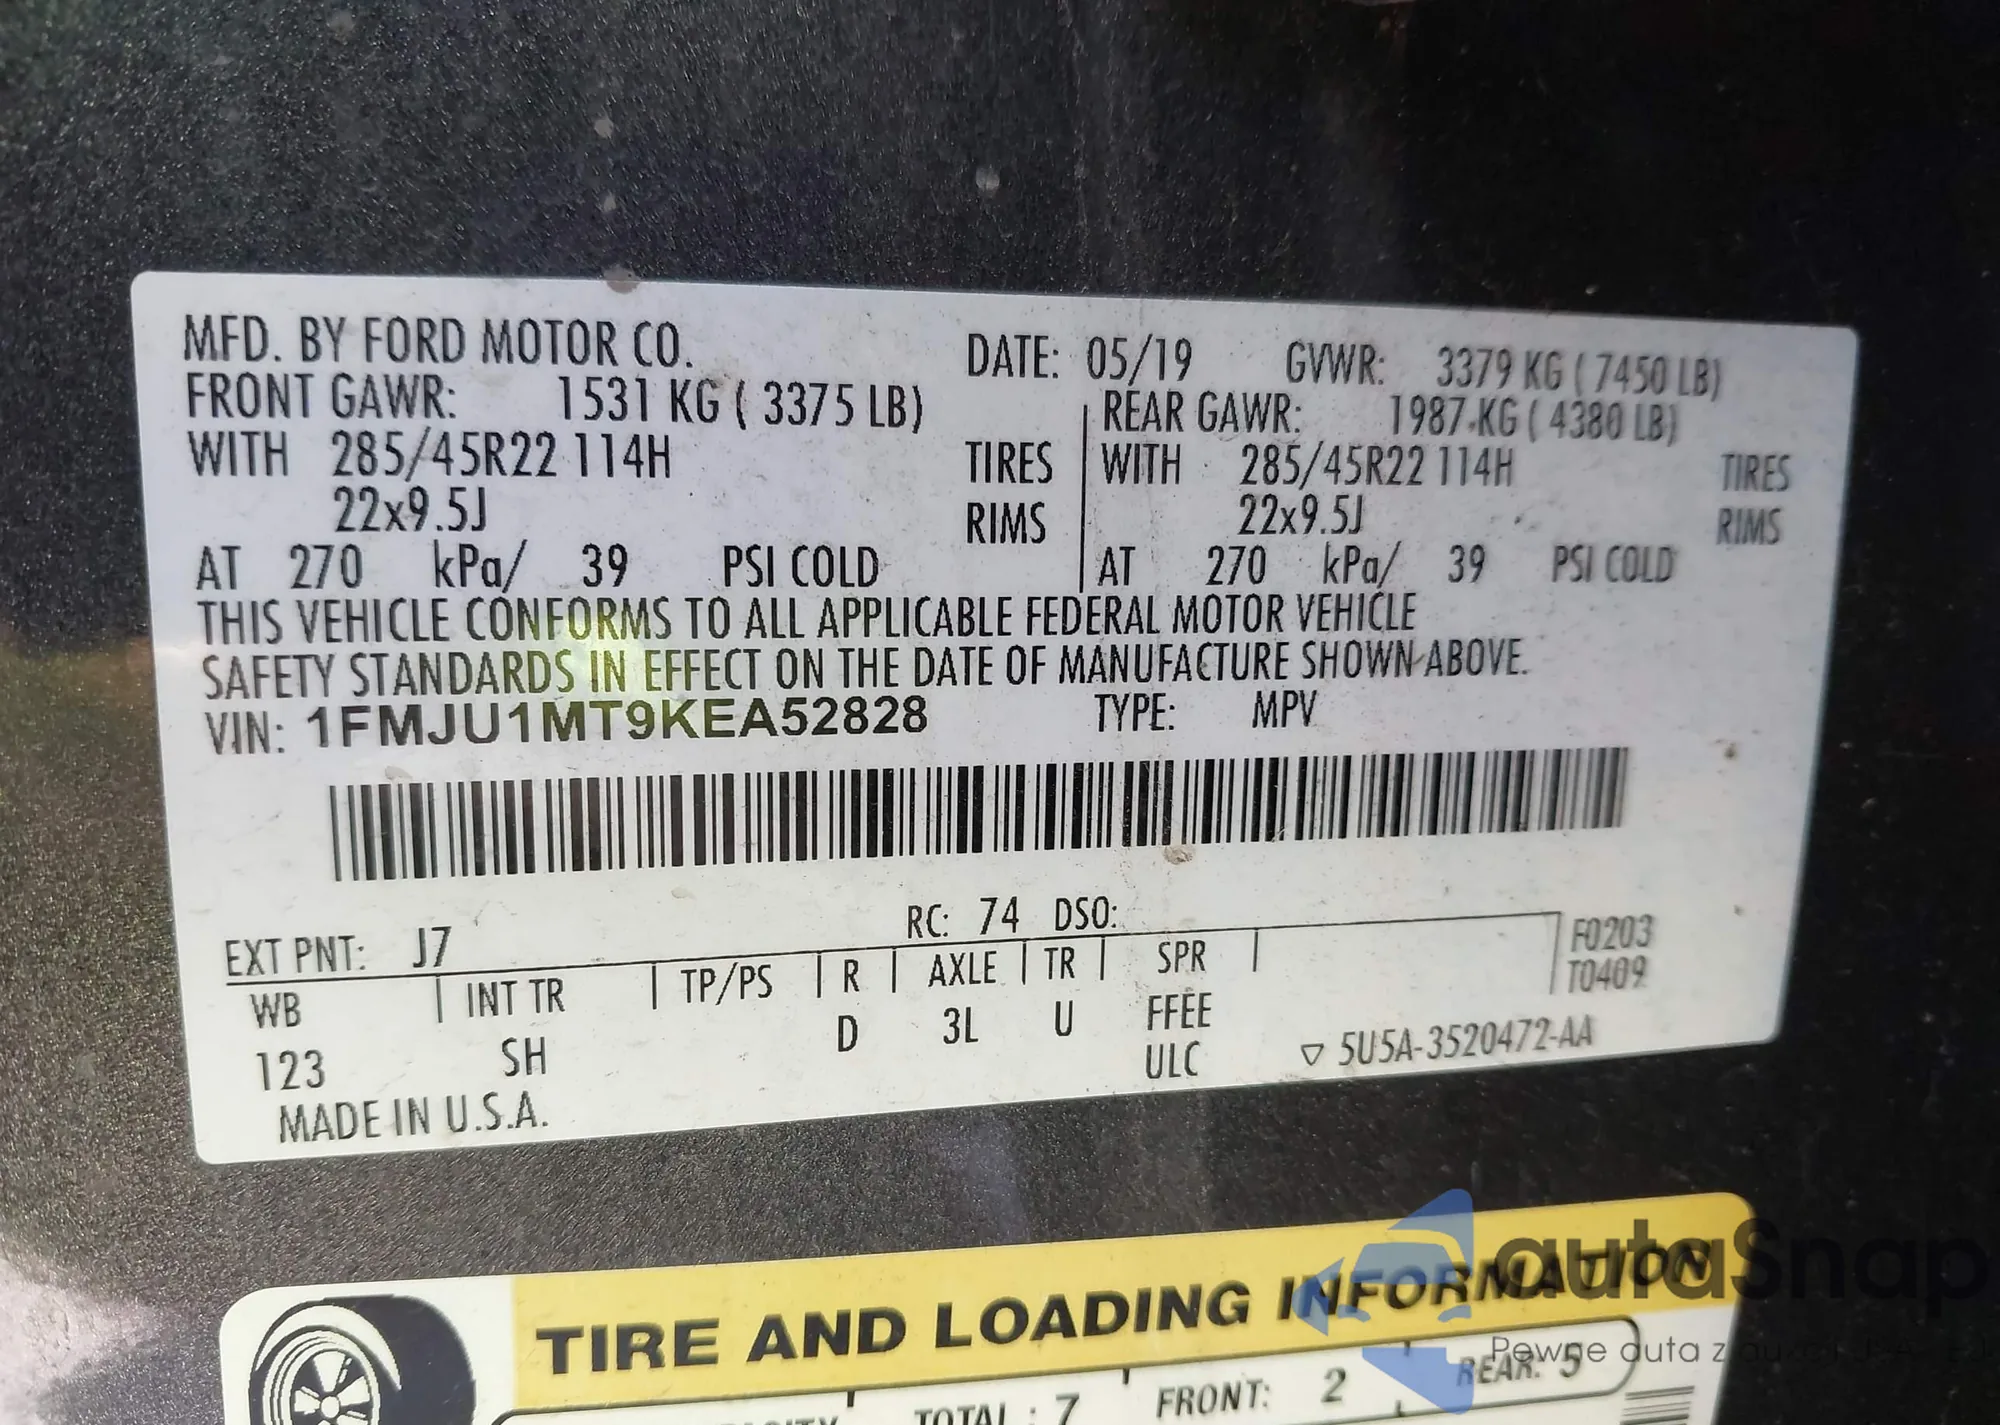 MFD. BY FORD MOTOR CO. DATE: 05/19 GVWR: 3379 KG ( 7450 LB)
FRONT GAWR: 1531 KG ( 3375 LB) REAR GAWR: 1987 KG ( 4380 LB)
WITH 285/45R22 114H TIRES WITH 285/45R22 114H TIRES
22x9.5J RIMS 22x9.5J RIMS
AT 270 kPa/ 39 PSI COLD AT 270 kPa/ 39 PSI COLD
THIS VEHICLE CONFORMS TO ALL APPLICABLE FEDERAL MOTOR VEHICLE
SAFETY STANDARDS IN EFFECT ON THE DATE OF MANUFACTURE SHOWN ABOVE.
VIN: 1FMJU1MT9KEA52828 TYPE: MPV
EXT PNT: J7 RC: 74 DSO:
WB INT TR TP/PS R AXLE TR SPR F0203
T0409
123 SH D 3L U FFEE
ULC ▽ 5U5A-3520472-AA
MADE IN U.S.A.
TIRE AND LOADING INFORMATION
TOTAL : 7 FRONT: 2 REAR: 5
autaSnap
Pewne auta z